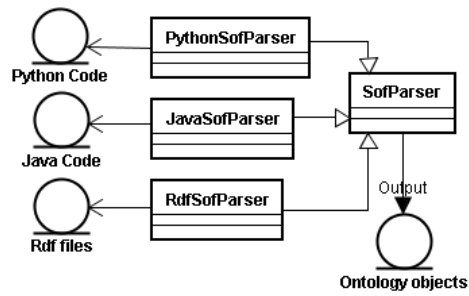 PythonSofParser
Python Code
SofParser
JavaSofParser
Java Code
RdfSofParser
Output
Rdf files
Ontology objects